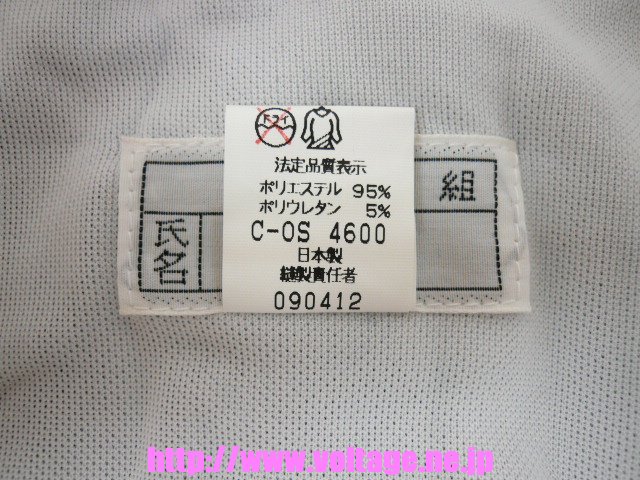 ドライ
法定品質表示
ポリエステル 95%
ポリウレタン 5%
C-OS 4600
日本製
縫製責任者
090412
組
氏名
http://www.voltage.ne.jp